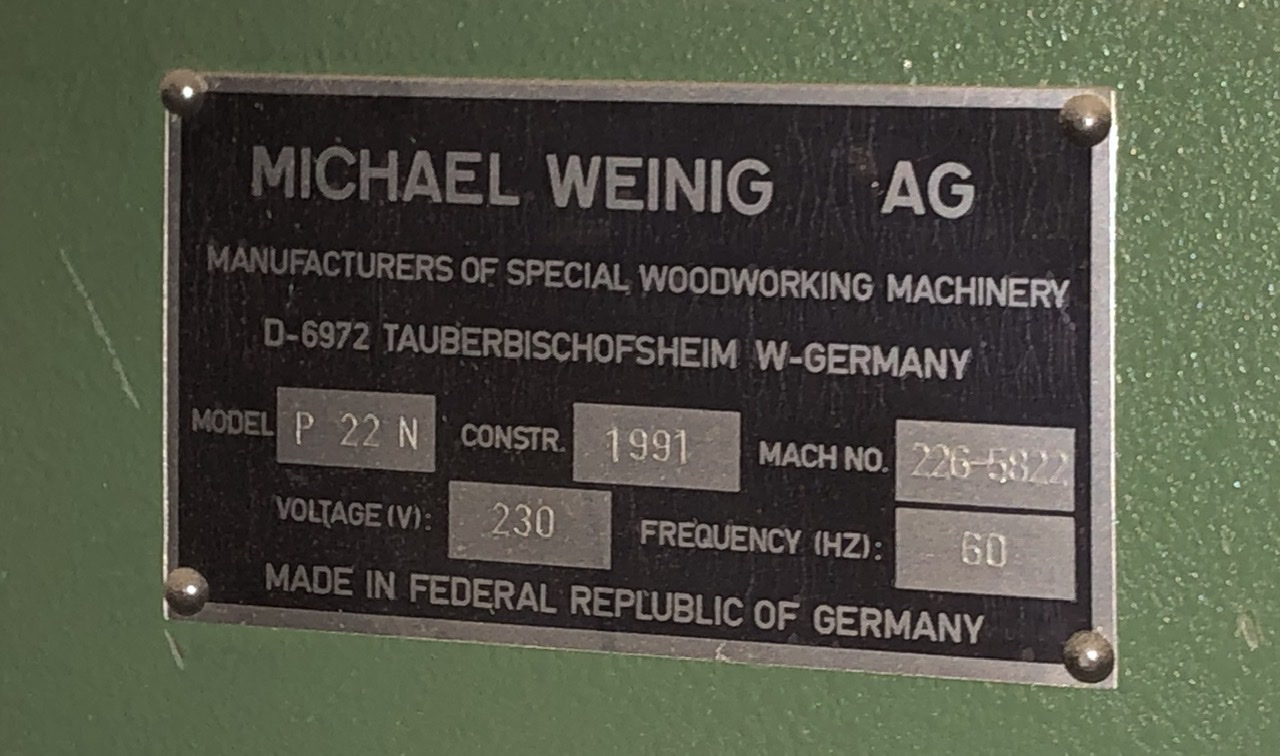 MICHAEL WEINIG AG
MANUFACTURERS OF SPECIAL WOODWORKING MACHINERY
D-6972 TAUBERBISCHOFSHEIM W-GERMANY
MODEL P 22 N CONSTR. 1991 MACH NO. 226-5822
VOLTAGE (V): 230 FREQUENCY (HZ): 60
MADE IN FEDERAL REPLUBLIC OF GERMANY